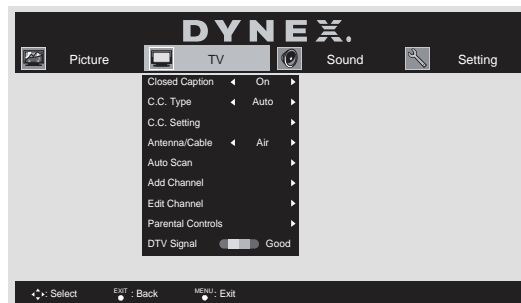 DYNEX.
Picture TV Sound Setting
Closed Caption On
C.C. Type Auto
C.C. Setting
Antenna/Cable Air
Auto Scan
Add Channel
Edit Channel
Parental Controls
DTV Signal Good
: Select EXIT : Back MENU : Exit